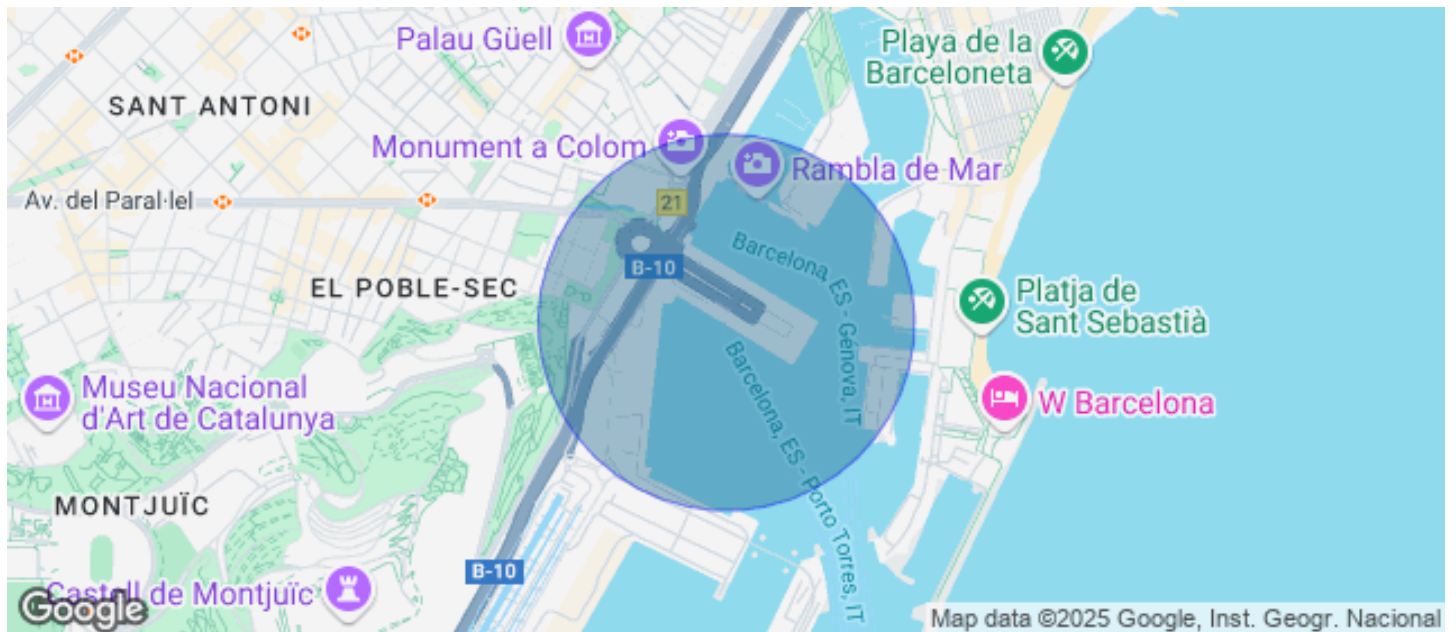 Palau Güell
Playa de la
Barceloneta
SANT ANTONI
Monument a Colom
Rambla de Mar
Av. del Paral·lel
21
Barcelona, ES - Génova, IT
B-10
EL POBLE-SEC
Platja de
Sant Sebastià
Barcelona, ES - Porto Torres, IT
Museu Nacional
d'Art de Catalunya
W Barcelona
MONTJUÏC
B-10
Castell de Montjuïc
Google
Map data ©2025 Google, Inst. Geogr. Nacional